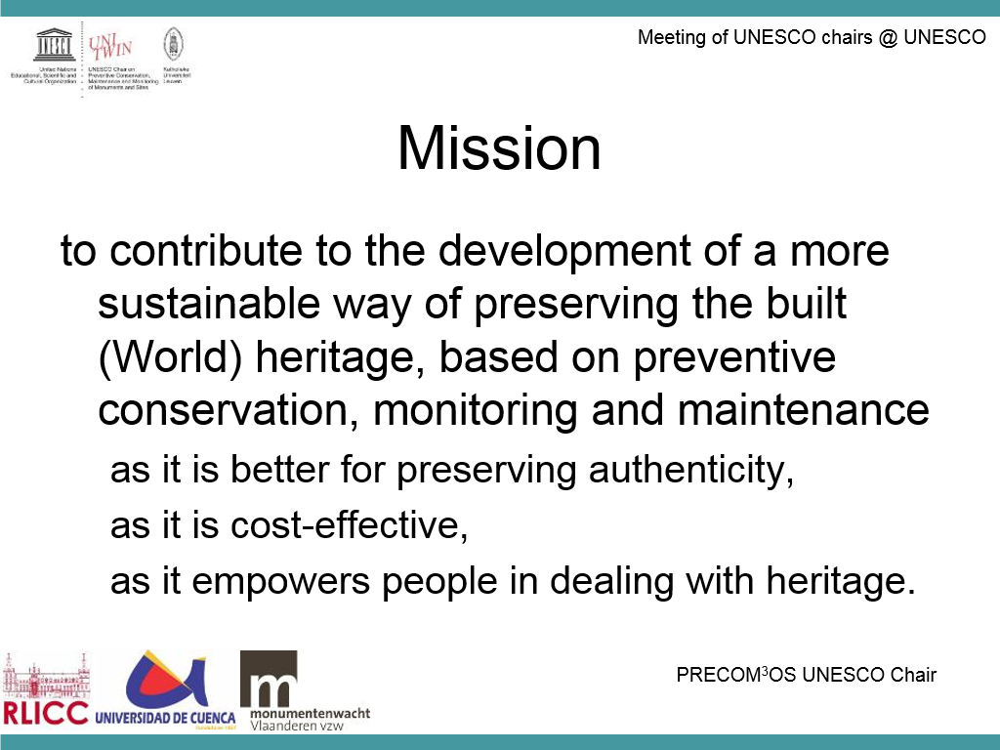 Meeting of UNESCO chairs @ UNESCO
UNESCO
United Nations
Educational, Scientific and
Cultural Organization
UNI
TWIN
UNESCO Chair on
Preventive Conservation,
Maintenance and Monitoring
of Monuments and Sites
Katholieke
Universiteit
Leuven
Mission
to contribute to the development of a more
sustainable way of preserving the built
(World) heritage, based on preventive
conservation, monitoring and maintenance
as it is better for preserving authenticity,
as it is cost-effective,
as it empowers people in dealing with heritage.
RLICC
UNIVERSIDAD DE CUENCA
m
monumentenwacht
Vlaanderen vzw
PRECOM³OS UNESCO Chair